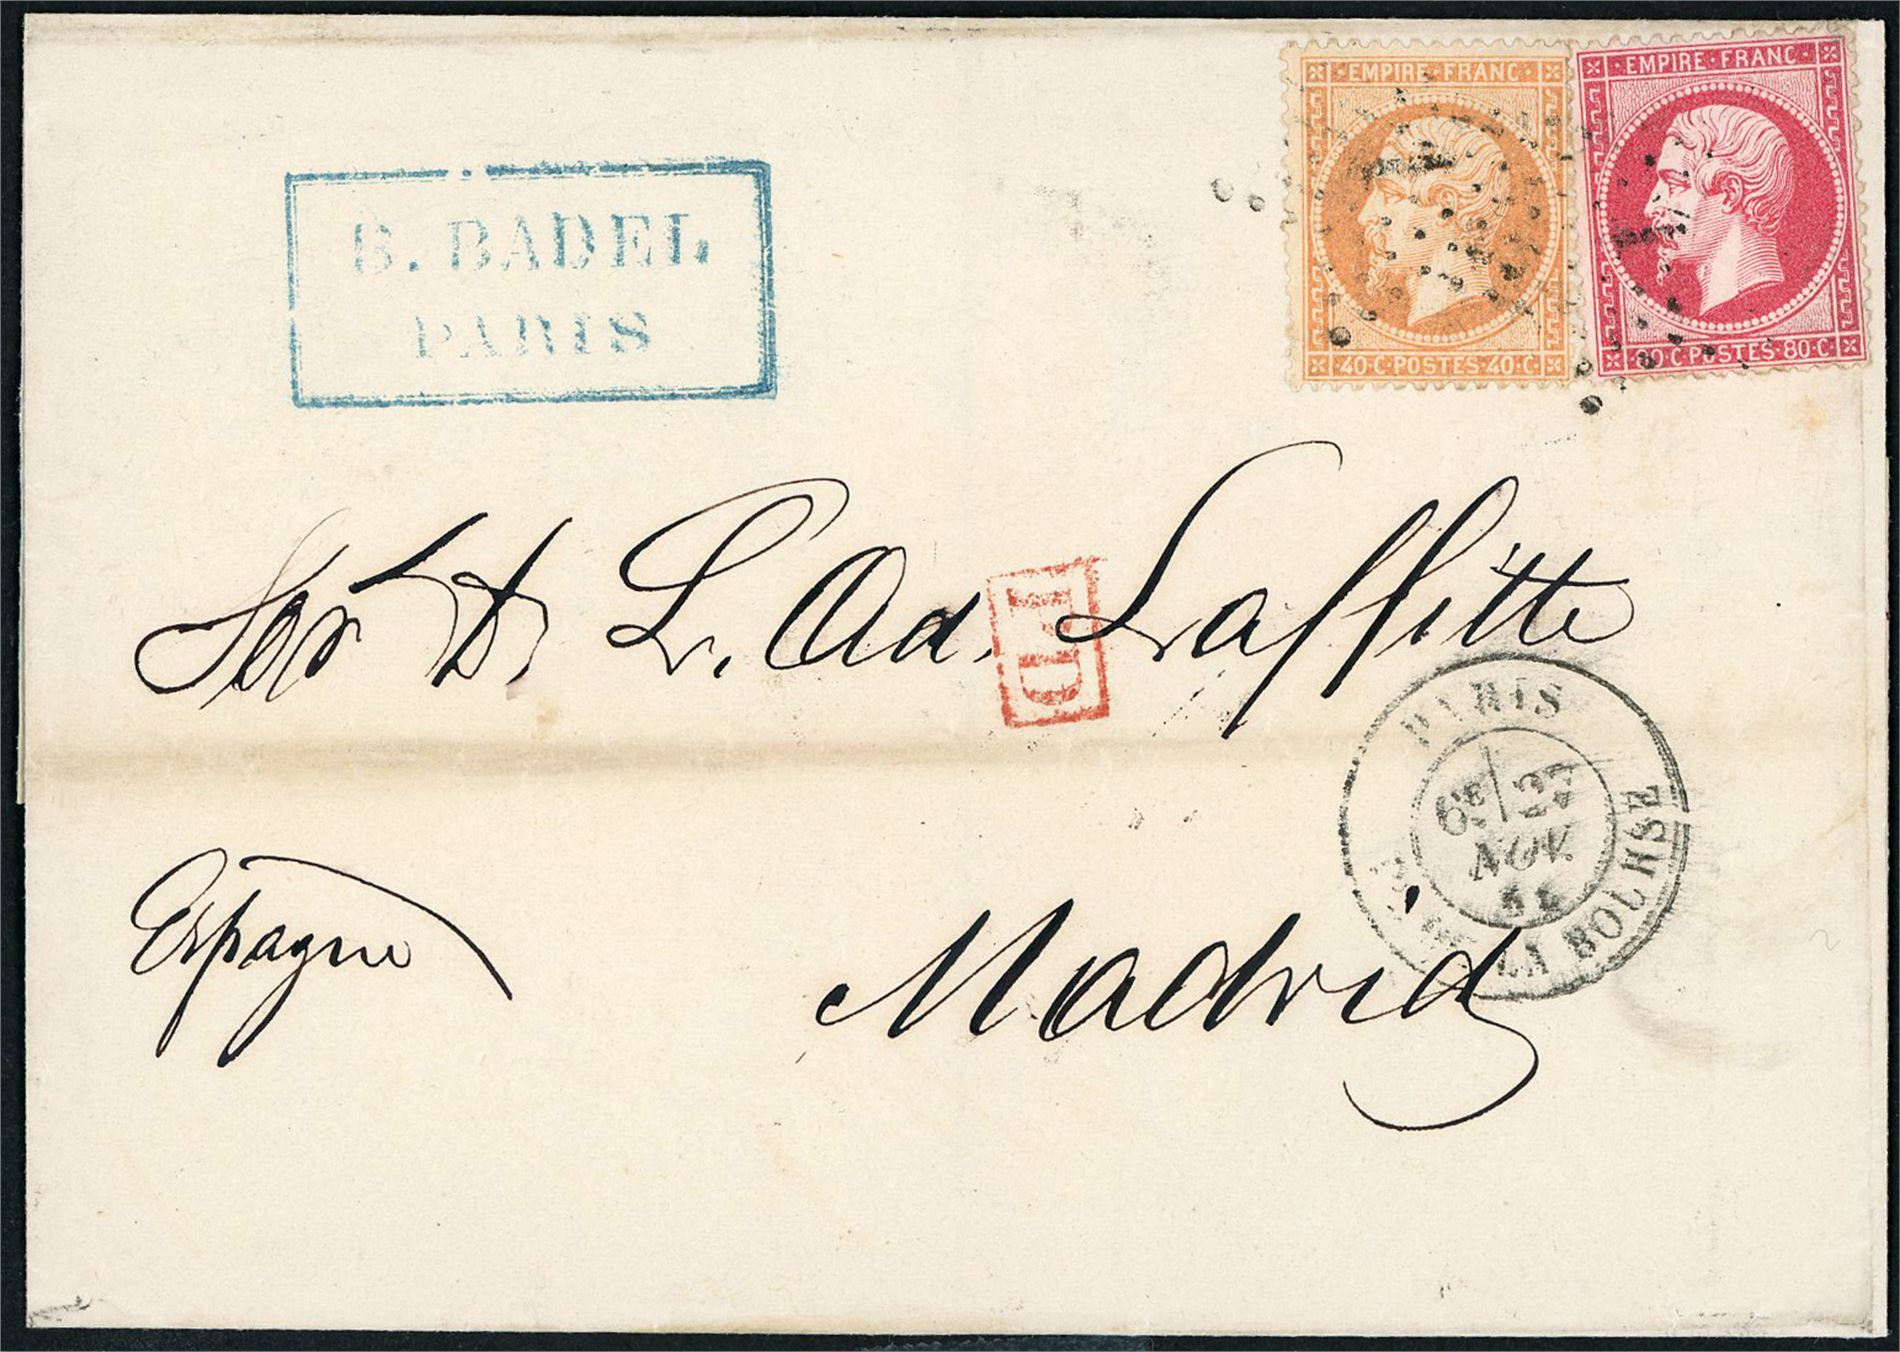 B. BADEL
PARIS
EMPIRE · FRANC ·
40·C·POSTES·40·C·
· EMPIRE · FRANC ·
80·C·POSTES·80·C·
Sor D. L. Ad. Laffitte
P.D
PARIS
6E
27
NOV.
LA BOURSE
Espagne
Madrid